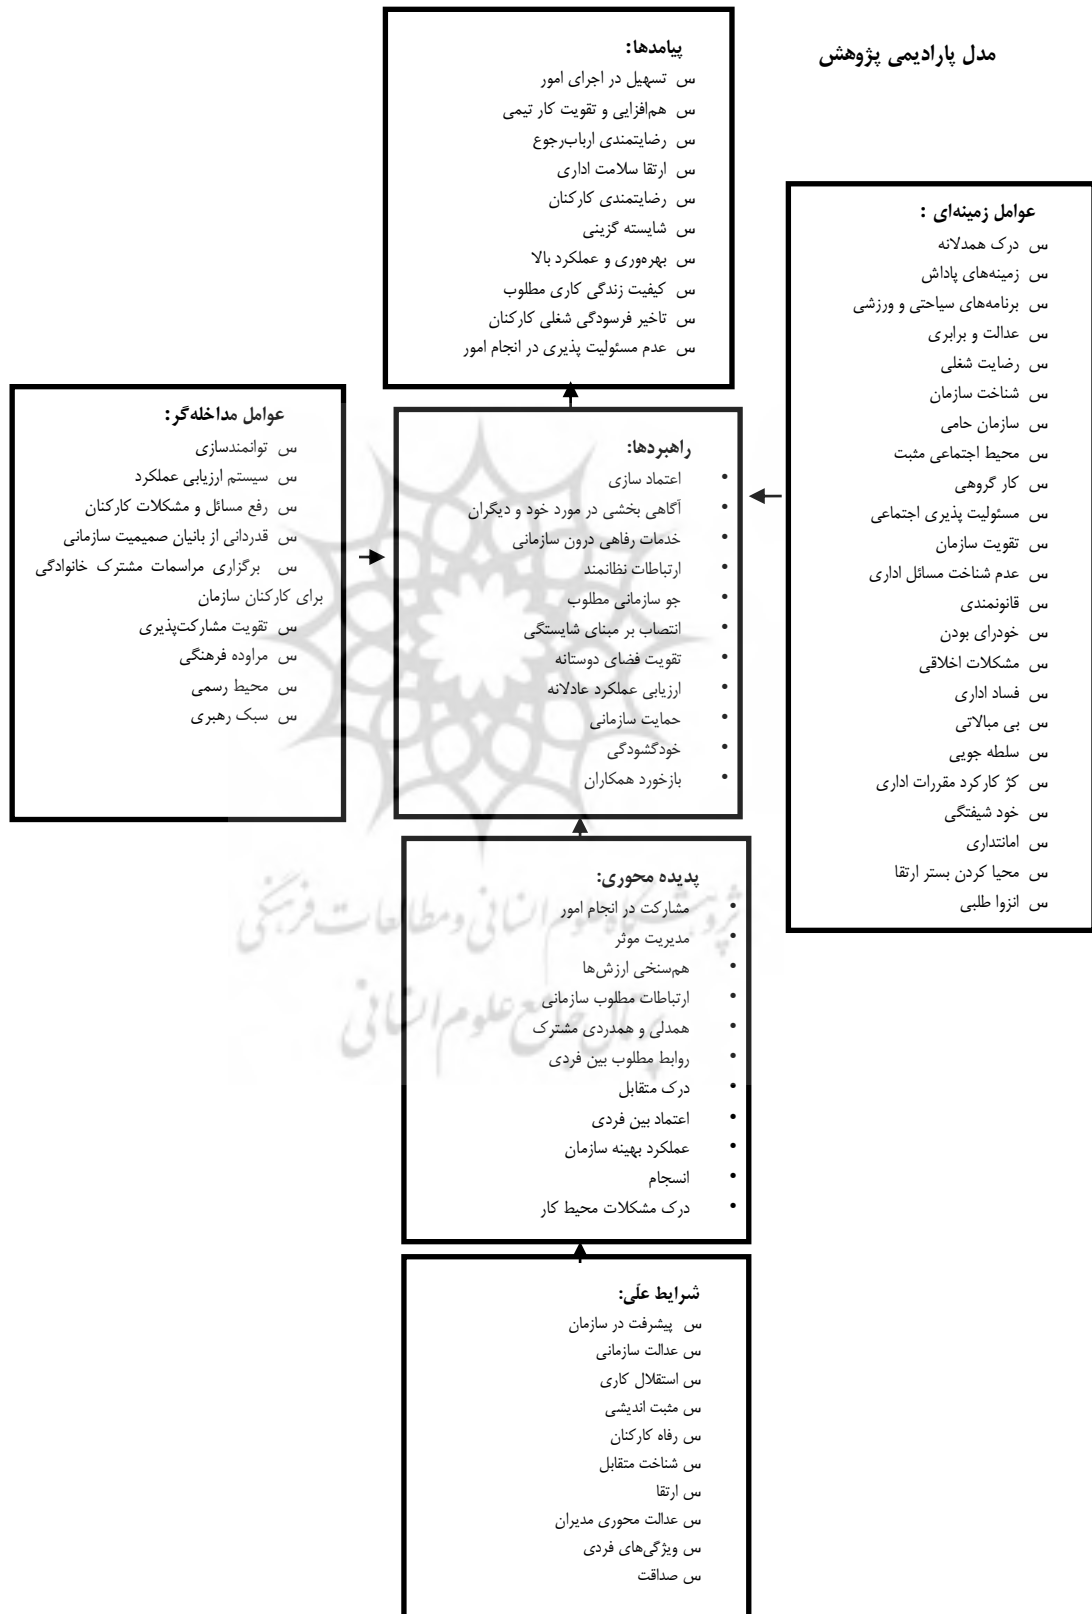 مدل پارادیمی پژوهش
پیامدها:
س تسهیل در اجرای امور
س هم‌افزایی و تقویت کار تیمی
س رضایتمندی ارباب‌رجوع
س ارتقا سلامت اداری
س رضایتمندی کارکنان
س شایسته گزینی
س بهره‌وری و عملکرد بالا
س کیفیت زندگی کاری مطلوب
س تاخیر فرسودگی شغلی کارکنان
س عدم مسئولیت پذیری در انجام امور
عوامل زمینه‌ای :
س درک همدلانه
س زمینه‌های پاداش
س برنامه‌های سیاحتی و ورزشی
س عدالت و برابری
س رضایت شغلی
س شناخت سازمان
س سازمان حامی
س محیط اجتماعی مثبت
س کار گروهی
س مسئولیت پذیری اجتماعی
س تقویت سازمان
س عدم شناخت مسائل اداری
س قانونمندی
س خودرای بودن
س مشکلات اخلاقی
س فساد اداری
س بی مبالاتی
س سلطه جویی
س کژ کارکرد مقررات اداری
س خود شیفتگی
س امانتداری
س محیا کردن بستر ارتقا
س انزوا طلبی
راهبردها:
• اعتماد سازی
• آگاهی بخشی در مورد خود و دیگران
• خدمات رفاهی درون سازمانی
• ارتباطات نظانمند
• جو سازمانی مطلوب
• انتصاب بر مبنای شایستگی
• تقویت فضای دوستانه
• ارزیابی عملکرد عادلانه
• حمایت سازمانی
• خودگشودگی
• بازخورد همکاران
عوامل مداخله‌گر:
س توانمندسازی
س سیستم ارزیابی عملکرد
س رفع مسائل و مشکلات کارکنان
س قدردانی از بانیان صمیمیت سازمانی
س برگزاری مراسمات مشترک خانوادگی
برای کارکنان سازمان
س تقویت مشارکت‌پذیری
س مراوده فرهنگی
س محیط رسمی
س سبک رهبری
پدیده محوری:
• مشارکت در انجام امور
• مدیریت موثر
• هم‌سنخی ارزش‌ها
• ارتباطات مطلوب سازمانی
• همدلی و همدردی مشترک
• روابط مطلوب بین فردی
• درک متقابل
• اعتماد بین فردی
• عملکرد بهینه سازمان
• انسجام
• درک مشکلات محیط کار
پژوهشگاه علوم انسانی و مطالعات فرهنگی
پرتال جامع علوم انسانی
شرایط علّی:
س پیشرفت در سازمان
س عدالت سازمانی
س استقلال کاری
س مثبت اندیشی
س رفاه کارکنان
س شناخت متقابل
س ارتقا
س عدالت محوری مدیران
س ویژگی‌های فردی
س صداقت